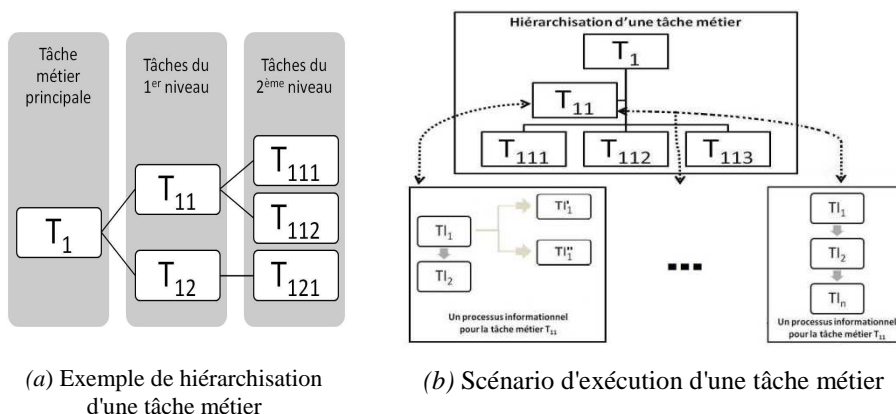 Tâche
métier
principale
Tâches du
1er niveau
Tâches du
2ème niveau
T1
T11
T12
T111
T112
T121
(a) Exemple de hiérarchisation
d'une tâche métier
Hiérarchisation d'une tâche métier
T1
T11
T111
T112
T113
TI1
TI2
TI'1
TI''1
Un processus informationnel
pour la tâche métier T11
...
TI1
TI2
TIn
Un processus informationnel
pour la tâche métier T11
(b) Scénario d'exécution d'une tâche métier